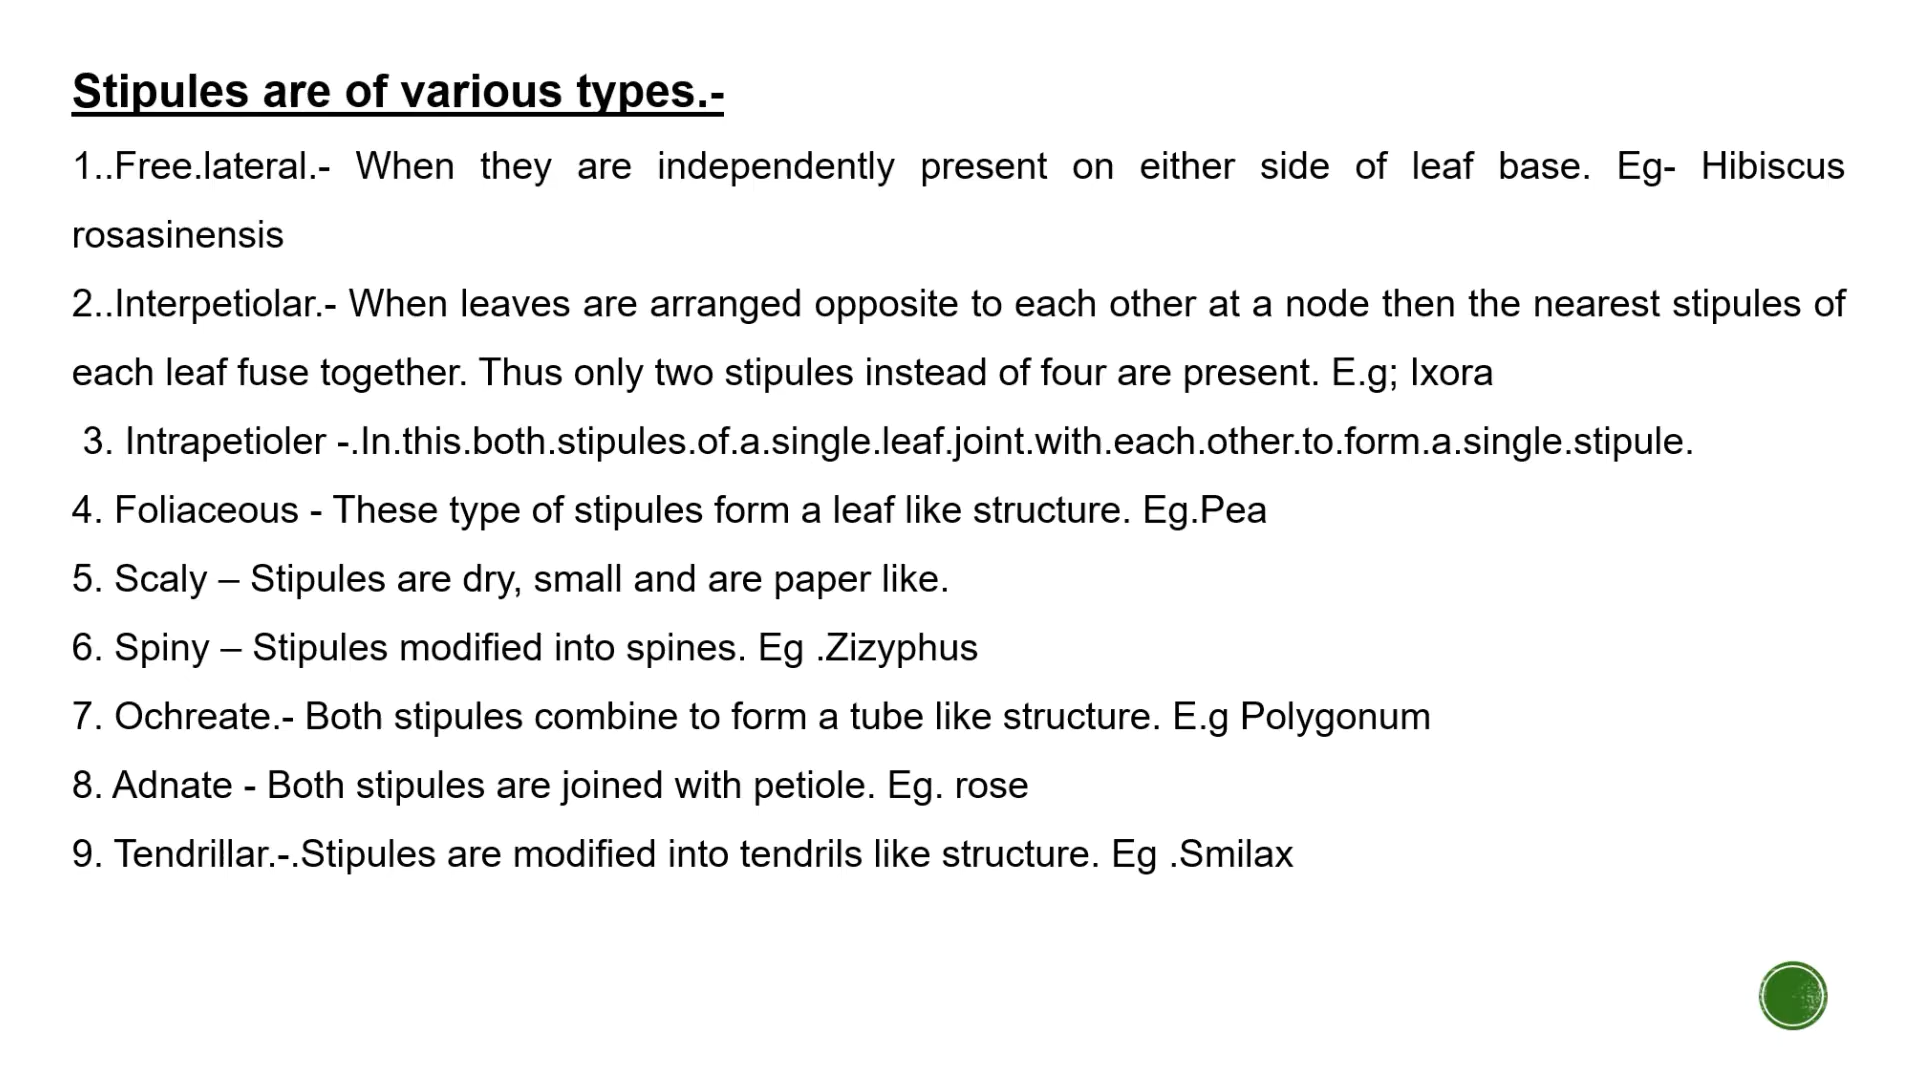 Stipules are of various types.-
1..Free.lateral.- When they are independently present on either side of leaf base. Eg- Hibiscus
rosasinensis
2..Interpetiolar.- When leaves are arranged opposite to each other at a node then the nearest stipules of
each leaf fuse together. Thus only two stipules instead of four are present. E.g; Ixora
3. Intrapetioler -.In.this.both.stipules.of.a.single.leaf.joint.with.each.other.to.form.a.single.stipule.
4. Foliaceous - These type of stipules form a leaf like structure. Eg.Pea
5. Scaly – Stipules are dry, small and are paper like.
6. Spiny – Stipules modified into spines. Eg .Zizyphus
7. Ochreate.- Both stipules combine to form a tube like structure. E.g Polygonum
8. Adnate - Both stipules are joined with petiole. Eg. rose
9. Tendrillar.-.Stipules are modified into tendrils like structure. Eg .Smilax